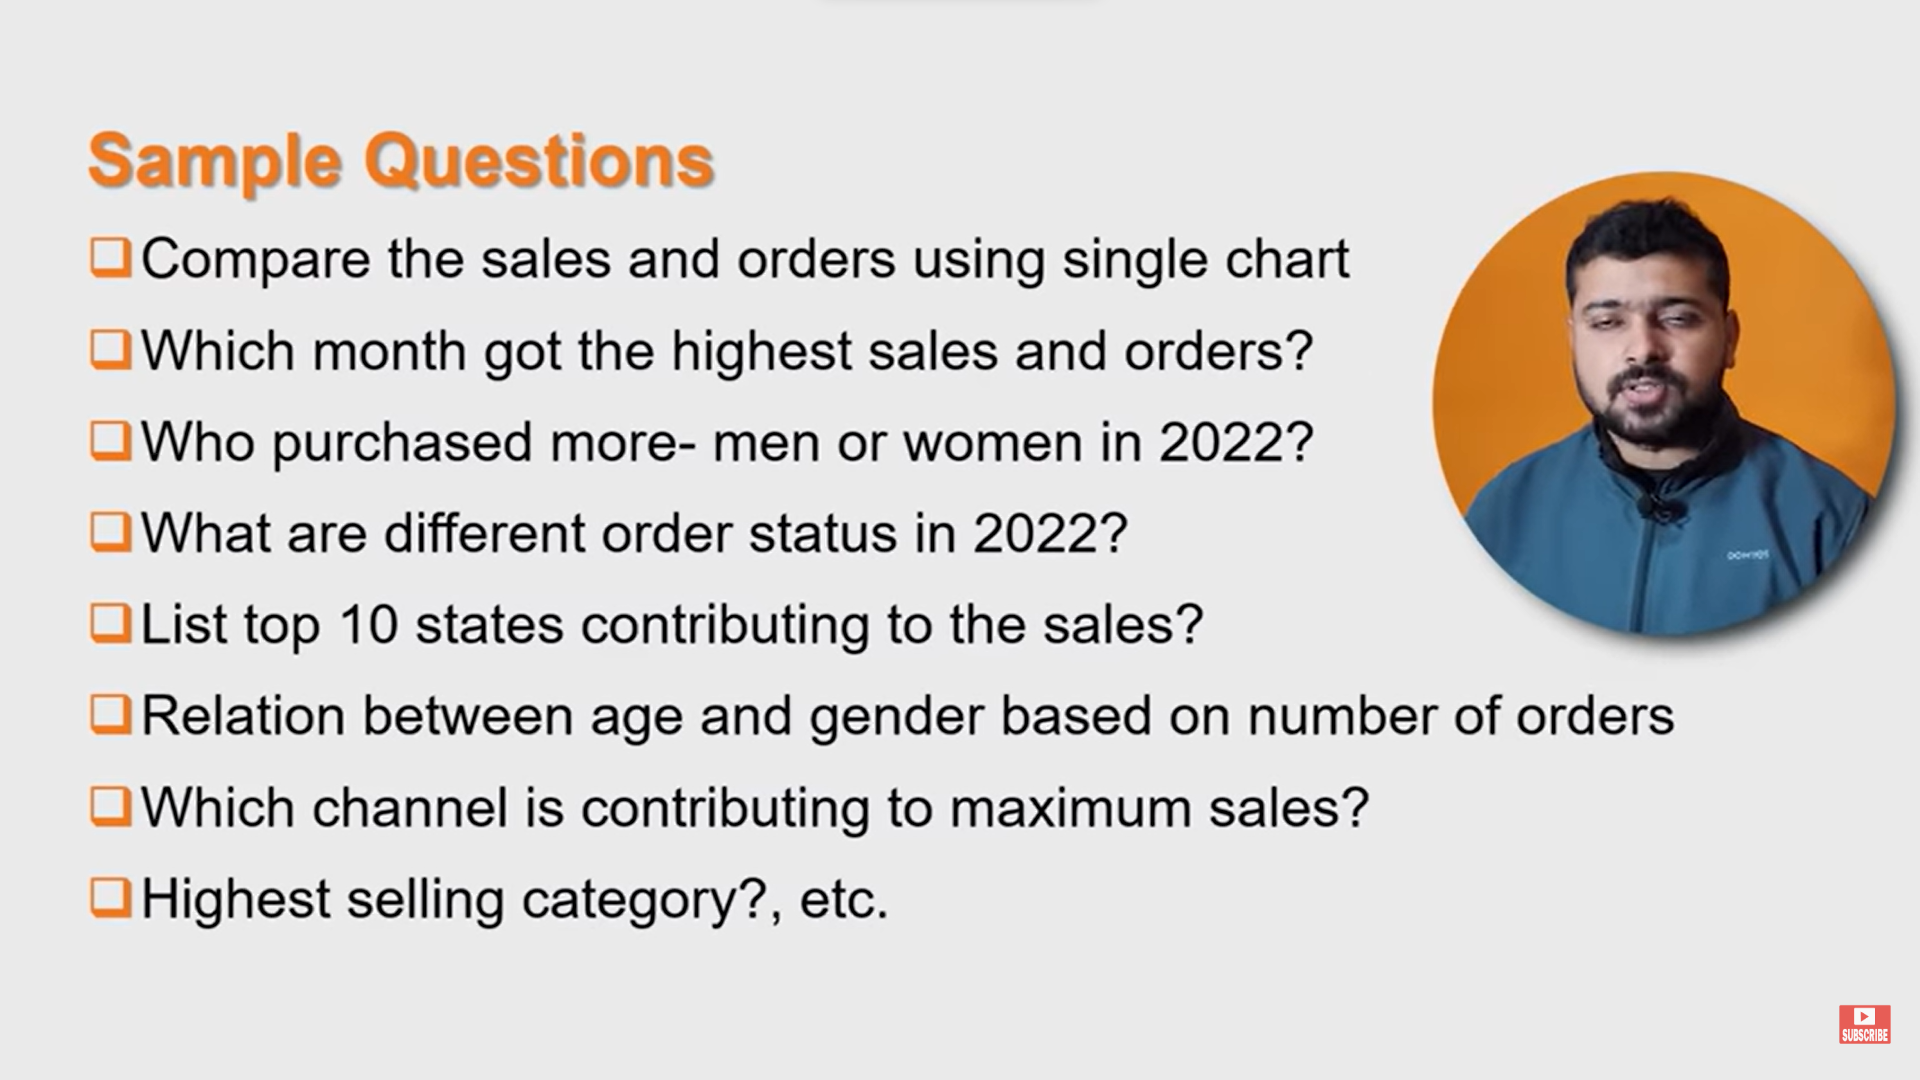 Sample Questions
Compare the sales and orders using single chart
Which month got the highest sales and orders?
Who purchased more- men or women in 2022?
What are different order status in 2022?
List top 10 states contributing to the sales?
Relation between age and gender based on number of orders
Which channel is contributing to maximum sales?
Highest selling category?, etc.
SUBSCRIBE